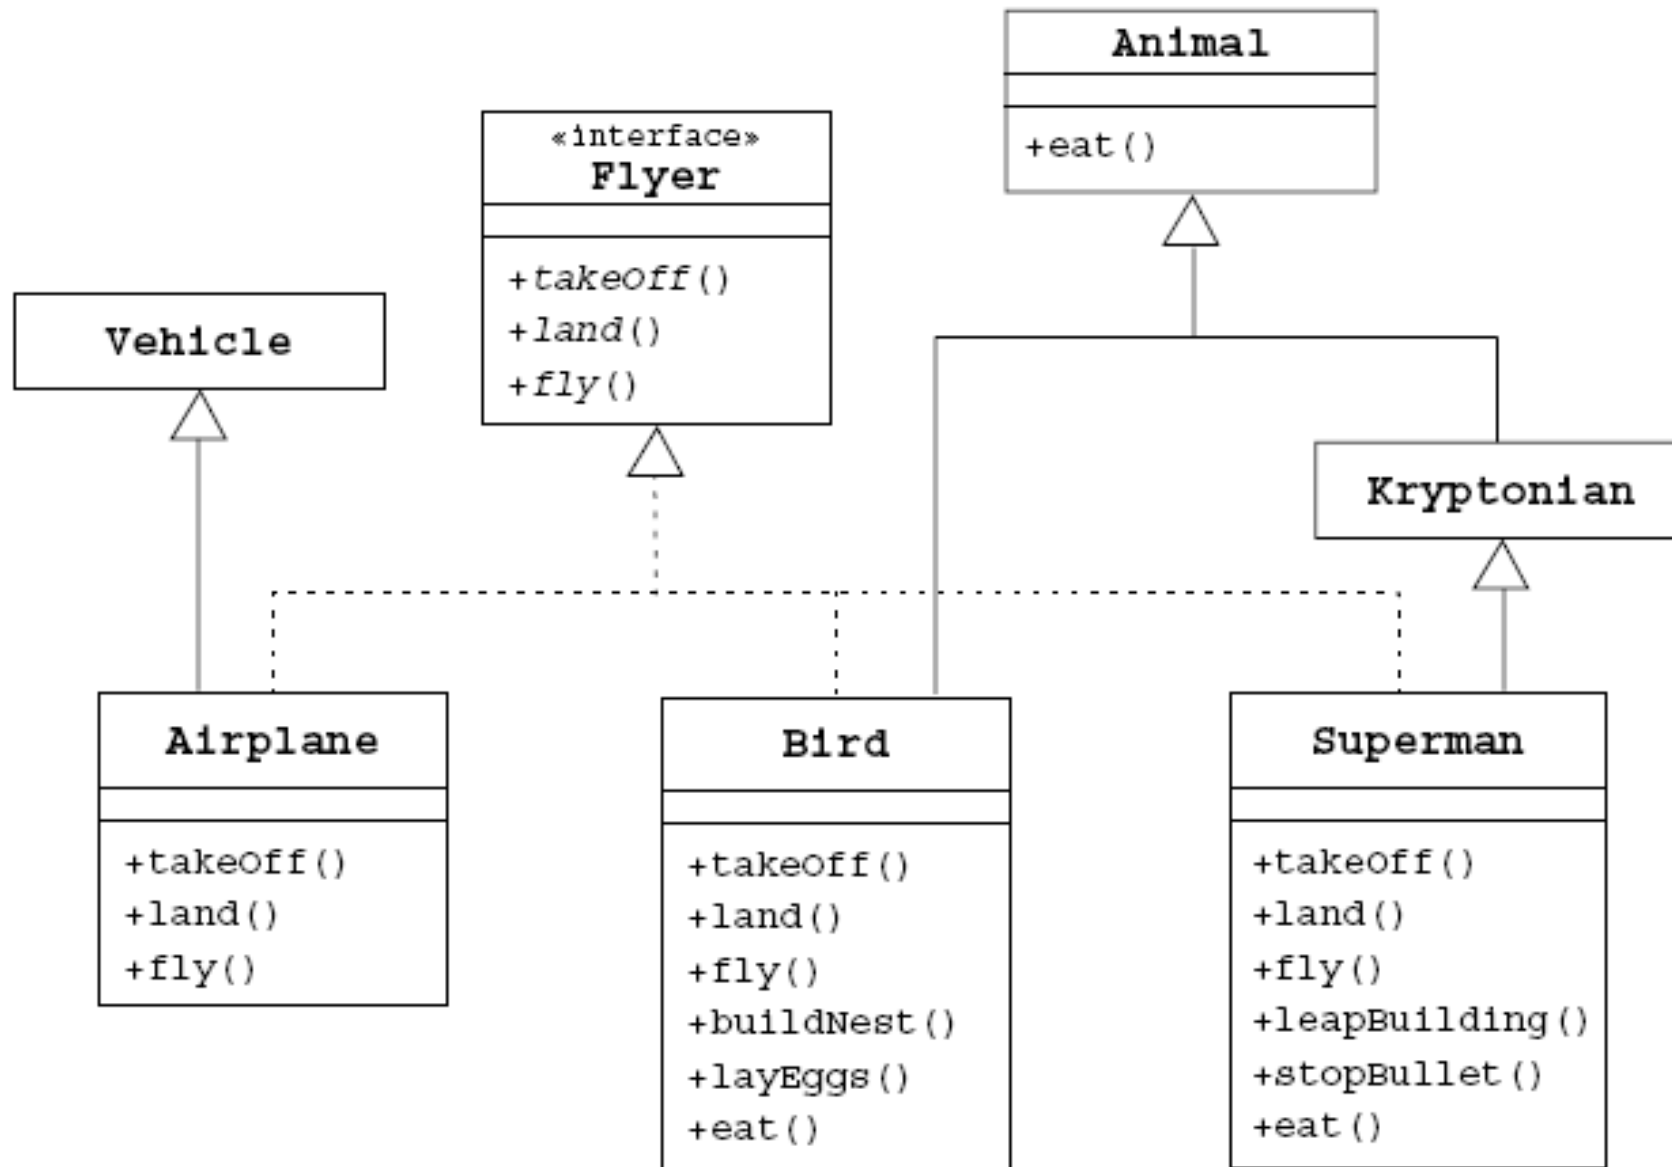 Animal
+eat()
«interface»
Flyer
+takeOff()
+land()
+fly()
Vehicle
Kryptonian
Airplane
+takeOff()
+land()
+fly()
Bird
+takeOff()
+land()
+fly()
+buildNest()
+layEggs()
+eat()
Superman
+takeOff()
+land()
+fly()
+leapBuilding()
+stopBullet()
+eat()